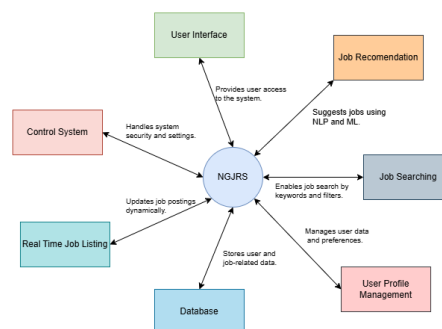 User Interface
Job Recomendation
Provides user access
to the system.
Suggests jobs using
NLP and ML.
Control System
Handles system
security and settings.
NGJRS
Job Searching
Enables job search by
keywords and filters.
Updates job postings
dynamically.
Real Time Job Listing
Manages user data
and preferences.
Stores user and
job-related data.
User Profile
Management
Database